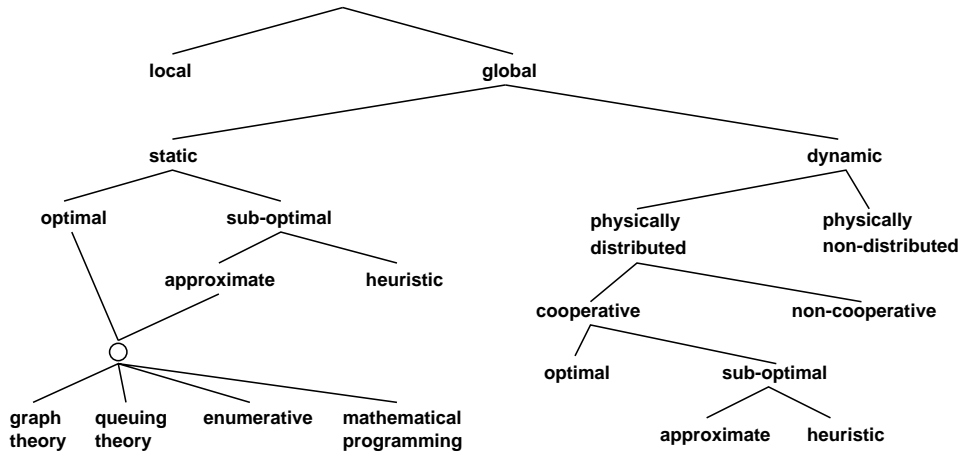 local
global
static
dynamic
optimal
sub-optimal
physically
distributed
physically
non-distributed
approximate
heuristic
cooperative
non-cooperative
optimal
sub-optimal
graph
theory
queuing
theory
enumerative
mathematical
programming
approximate
heuristic